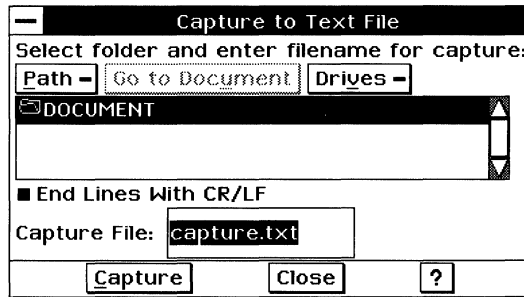 Capture to Text File
Select folder and enter filename for capture:
Path Go to Document Drives
DOCUMENT
End Lines With CR/LF
Capture File: capture.txt
Capture Close ?